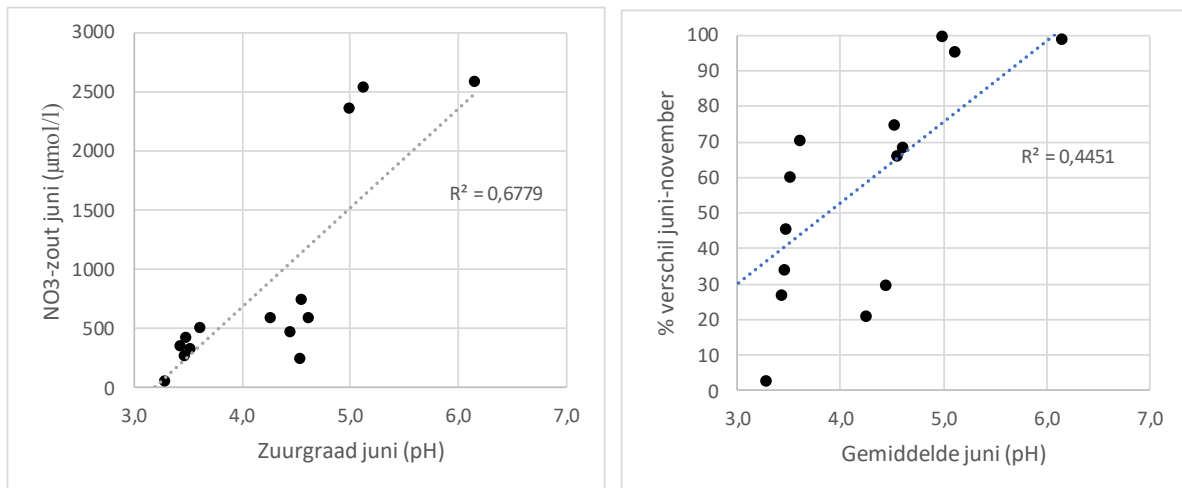 3000
2500
2000
1500
1000
500
0
NO3-zout juni (μmol/l)
R² = 0,6779
3,0 4,0 5,0 6,0 7,0
Zuurgraad juni (pH)
100
90
80
70
60
50
40
30
20
10
0
% verschil juni-november
R² = 0,4451
3,0 4,0 5,0 6,0 7,0
Gemiddelde juni (pH)